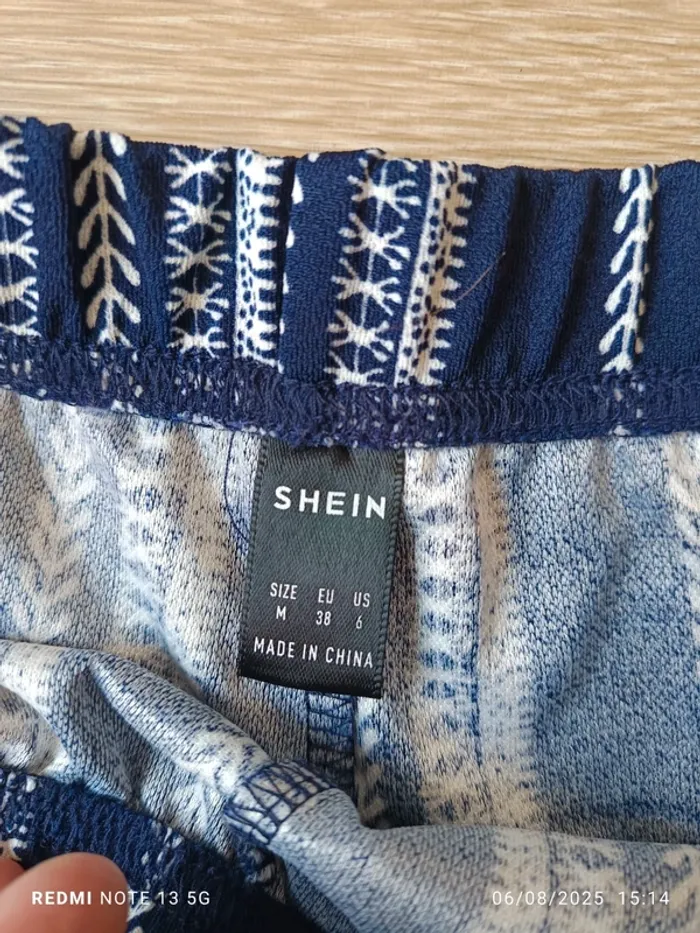 SHEIN
SIZE EU US
M 38 6
MADE IN CHINA
REDMI NOTE 13 5G
06/08/2025 15:14